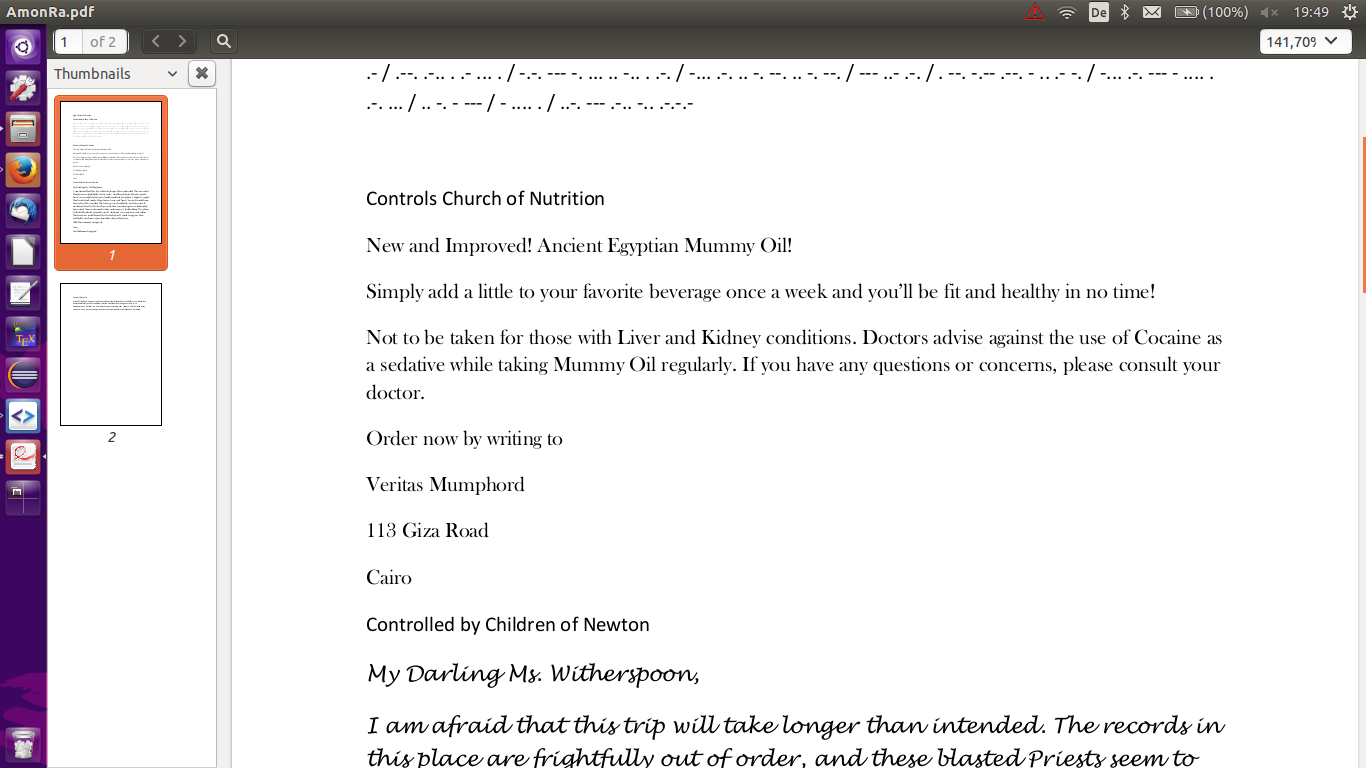 AmonRa.pdf
De
(100%)
19:49
1
of 2
141,70%
Thumbnails
1
2
.- / .--. .-.. . .- ... . / -.-. --- -. ... .. -.. . .-. / -... .-. .. -. --. .. -. --. / --- ..- .-. / . --. -.-- .--. - .. .- -. / -... .-. --- - .... .
.-. ... / .. -. - --- / - .... . / ..-. --- .-.. -.. .-.-.-
Controls Church of Nutrition
New and Improved! Ancient Egyptian Mummy Oil!
Simply add a little to your favorite beverage once a week and you’ll be fit and healthy in no time!
Not to be taken for those with Liver and Kidney conditions. Doctors advise against the use of Cocaine as
a sedative while taking Mummy Oil regularly. If you have any questions or concerns, please consult your
doctor.
Order now by writing to
Veritas Mumphord
113 Giza Road
Cairo
Controlled by Children of Newton
My Darling Ms. Witherspoon,
I am afraid that this trip will take longer than intended. The records in
this place are frightfully out of order, and these blasted Priests seem to